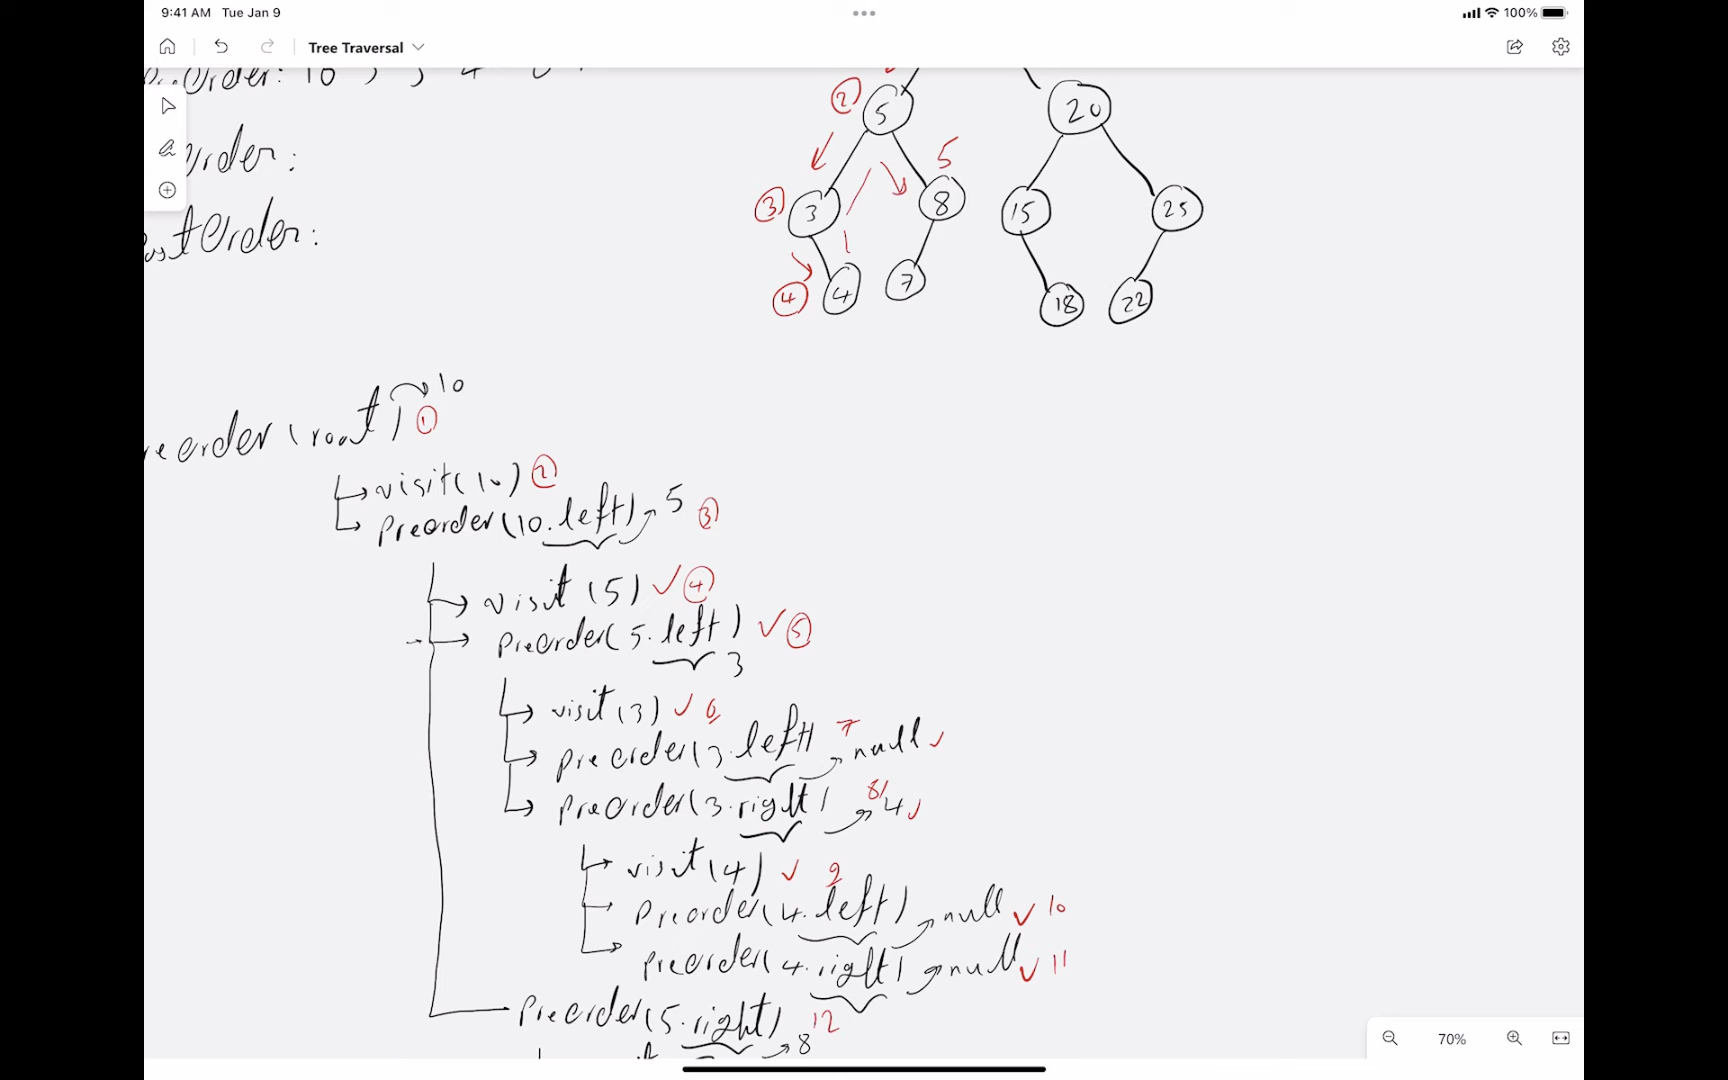 9:41 AM Tue Jan 9
100%
Tree Traversal
10
5
4
order:
PostOrder:
2
5
20
5
3
3
8
15
25
4
4
7
18
22
preorder(root) 10
1
visit(10) 2
preorder(10.left) 5 3
visit(5) ✓ 4
preorder(5.left) ✓ 5
3
visit(3) ✓ 6
preorder(3.left) 7 null ✓
preorder(3.right) 8 4 ✓
visit(4) ✓ 9
preorder(4.left) null ✓ 10
preorder(4.right) null ✓ 11
preorder(5.right) 12
8
70%